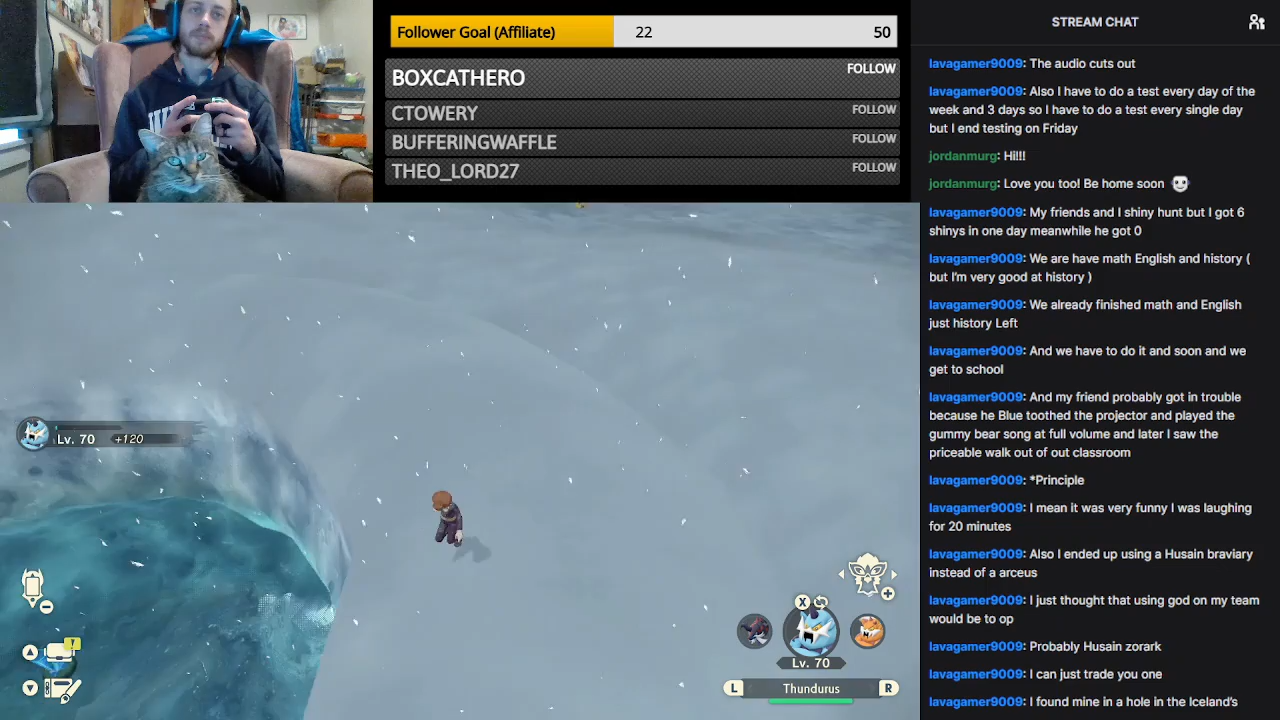 Follower Goal (Affiliate) 22 50
BOXCATHERO FOLLOW
CTOWERY FOLLOW
BUFFERINGWAFFLE FOLLOW
THEO_LORD27 FOLLOW
Lv. 70 +120
X
Lv. 70
L Thundurus R
STREAM CHAT
lavagamer9009: The audio cuts out
lavagamer9009: Also I have to do a test every day of the
week and 3 days so I have to do a test every single day
but I end testing on Friday
jordanmurg: Hi!!!
jordanmurg: Love you too! Be home soon
lavagamer9009: My friends and I shiny hunt but I got 6
shinys in one day meanwhile he got 0
lavagamer9009: We are have math English and history (
but I'm very good at history )
lavagamer9009: We already finished math and English
just history Left
lavagamer9009: And we have to do it and soon and we
get to school
lavagamer9009: And my friend probably got in trouble
because he Blue toothed the projector and played the
gummy bear song at full volume and later I saw the
priceable walk out of out classroom
lavagamer9009: *Principle
lavagamer9009: I mean it was very funny I was laughing
for 20 minutes
lavagamer9009: Also I ended up using a Husain braviary
instead of a arceus
lavagamer9009: I just thought that using god on my team
would be to op
lavagamer9009: Probably Husain zorark
lavagamer9009: I can just trade you one
lavagamer9009: I found mine in a hole in the Iceland's